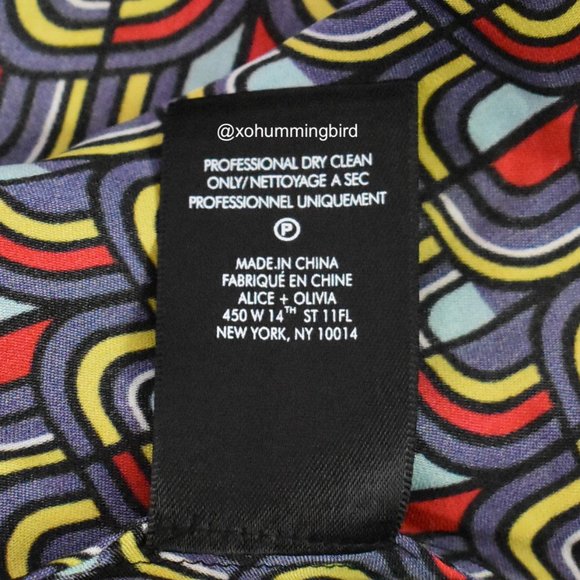 @xohummingbird
PROFESSIONAL DRY CLEAN
ONLY/NETTOYAGE A SEC
PROFESSIONNEL UNIQUEMENT
P
MADE.IN CHINA
FABRIQUÉ EN CHINE
ALICE + OLIVIA
450 W 14TH ST 11FL
NEW YORK, NY 10014